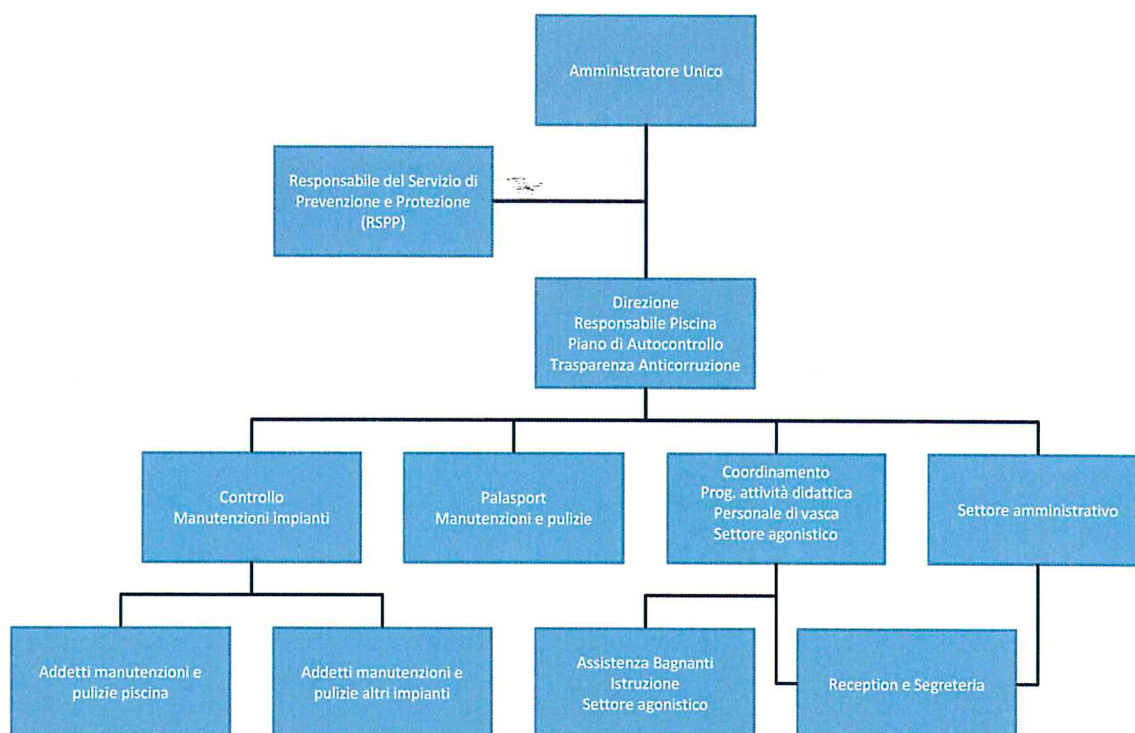 Amministratore Unico
Responsabile del Servizio di
Prevenzione e Protezione
(RSPP)
Direzione
Responsabile Piscina
Piano di Autocontrollo
Trasparenza Anticorruzione
Controllo
Manutenzioni impianti
Palasport
Manutenzioni e pulizie
Coordinamento
Prog. attività didattica
Personale di vasca
Settore agonistico
Settore amministrativo
Addetti manutenzioni e
pulizie piscina
Addetti manutenzioni e
pulizie altri impianti
Assistenza Bagnanti
Istruzione
Settore agonistico
Reception e Segreteria